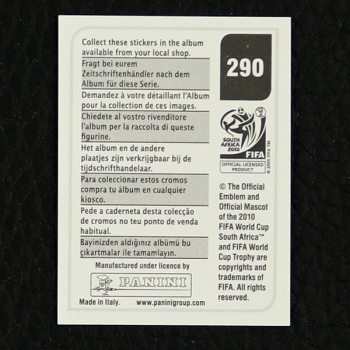 Collect these stickers in the album
available from your local shop.
Fragt bei eurem
Zeitschriftenhändler nach dem
Album für diese Serie.
Demandez à votre détaillant l'Album
pour la collection de ces images.
Chiedete al vostro rivenditore
l'album per la raccolta di queste
figurine.
Het album en de andere
plaatjes zijn verkrijgbaar bij de
tijdschrifthandelaar.
Para coleccionar estos cromos
compra tu álbum en cualquier
kiosco.
Pede a caderneta desta colecção
de cromos no teu ponto de venda
habitual.
Bayinizden aldığınız albümü bu
çıkartmalar ile tamamlayın.
Manufactured under licence by
PANINI
Made in Italy. www.paninigroup.com
290
SOUTH AFRICA
2010
FIFA
OFFICIAL LICENSED
PRODUCT
© 2005 FIFA TM
© The Official
Emblem and
Official Mascot
of the 2010
FIFA World Cup
South Africa™
and FIFA World
Cup Trophy are
copyrights and
trademarks of
FIFA. All rights
reserved.